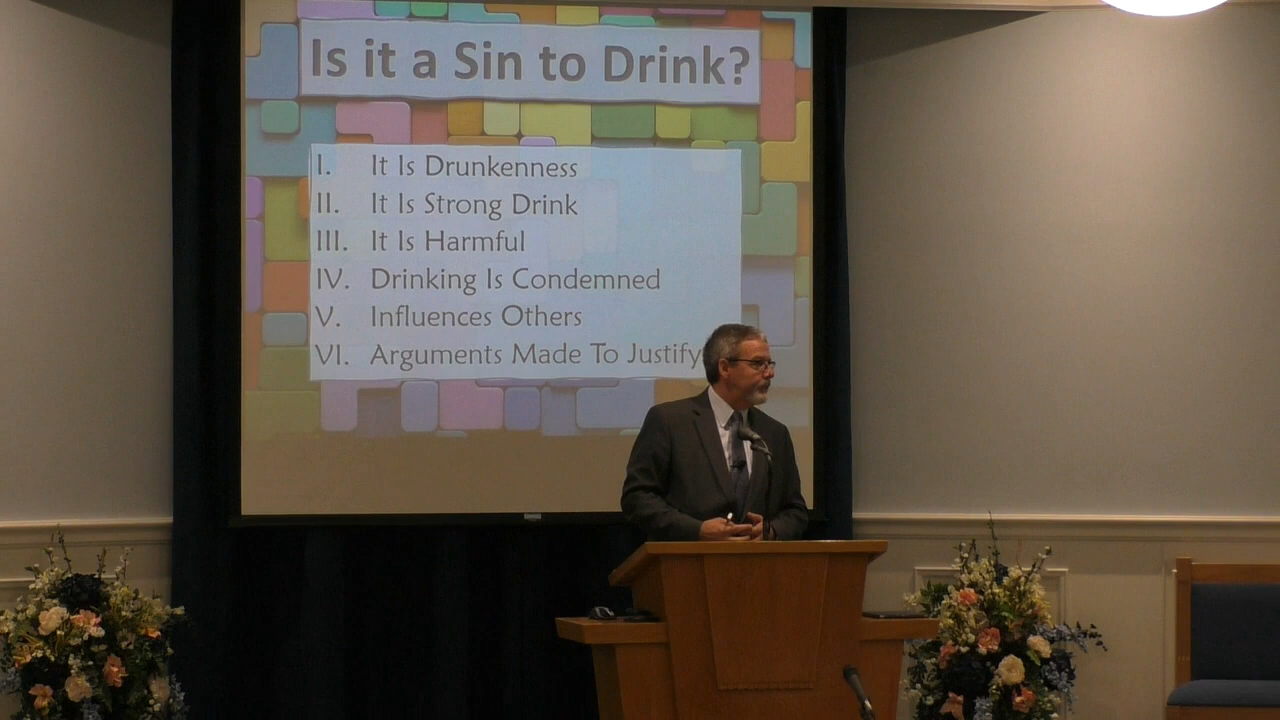 Is it a Sin to Drink?
I. It Is Drunkenness
II. It Is Strong Drink
III. It Is Harmful
IV. Drinking Is Condemned
V. Influences Others
VI. Arguments Made To Justify